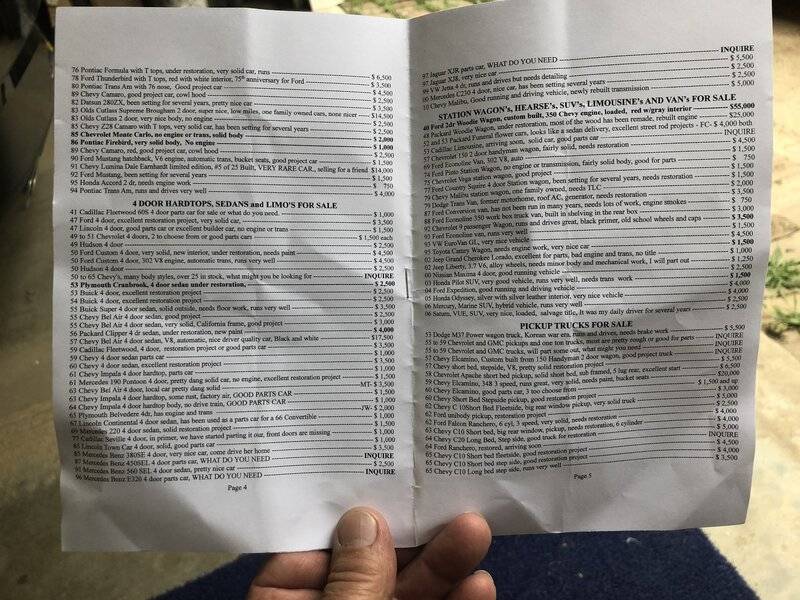 76 Pontiac Formula with T tops, under restoration, very solid car, runs $ 6,500
78 Ford Thunderbird with T tops, red with white interior, 75th anniversary for Ford $ 3,500
80 Pontiac Trans Am with 76 nose, Good project car $ 2,500
89 Chevy Camaro, good project car, cowl hood $ 2,500
82 Datsun 280ZX, been setting for several years, pretty nice car $ 2,500
83 Olds Cutlass Supreme Brougham 2 door, super nice, low miles, one family owned cars, none nicer $14,500
83 Olds Cutlass 2 door, very nice body, no engine $ 2,500
85 Chevy Z28 Camaro with T tops, very solid car, has been setting for several years $ 2,500
85 Chevrolet Monte Carlo, no engine or trans, solid body $ 2,000
86 Pontiac Firebird, very solid body, No engine $ 1,000
89 Chevy Camaro, red, good project car, cowl hood $ 2,500
90 Ford Mustang hatchback, V6 engine, automatic trans, bucket seats, good project car $ 1,500
91 Chevy Lumina Dale Earnhardt limited edition, #5 of 25 Built, VERY RARE CAR., selling for a friend $14,000
92 Ford Mustang, been setting for several years $ 1,500
95 Honda Accord 2 dr, needs engine work $ 750
94 Pontiac Trans Am, runs and drives very well $ 4,000
4 DOOR HARDTOPS, SEDANS and LIMO'S FOR SALE
41 Cadillac Fleetwood 60S 4 door parts car for sale or what do you need. $ 1,000
47 Ford 4 door, excellent restoration project, very solid car, $ 3,500
47 Lincoln 4 door, good parts car or excellent builder car, no engine or trans $ 1,500
49 to 51 Chevrolet 4 doors, 2 to choose from or good parts cars $ 1,500 each
49 Hudson 4 door $ 2,500
50 Ford Custom 4 door, very solid, new interior, under restoration, needs paint $ 4,500
50 Ford Custom 4 door, 302 V8 engine, automatic trans, runs very well $ 4,500
50 Hudson 4 door $ 2,500
50 to 65 Chevy's, many body styles, over 25 in stock, what might you be looking for INQUIRE
53 Plymouth Cranbrook, 4 door sedan under restoration, $ 2,500
53 Buick 4 door, excellent restoration project $ 2,500
54 Buick 4 door, excellent restoration project $ 2,500
55 Buick Super 4 door sedan, solid outside, needs floor work, runs very well $ 3,500
55 Chevy Bel Air 4 door sedan, good project $ 2,500
55 Chevy Bel Air 4 door sedan, very solid, California frame, good project $ 3,000
56 Packard Clipper 4 dr sedan, under restoration, new paint $ 4,000
57 Chevy Bel Air 4 door sedan, V8, automatic, nice driver quality car, Black and white $17,500
59 Cadillac Fleetwood, 4 door, restoration project or good parts car $ 3,500
59 Chevy 4 door sedan parts car $ 1,000
60 Chevy 4 door sedan, excellent restoration project $ 3,500
61 Chevy Impala 4 door hardtop, parts car $ 1,000
61 Mercury 190 Pontoon 4 door, pretty dang solid car, no engine, excellent restoration project $ 1,500
63 Chevy Bel Air 4 door, local car pretty dang solid MT- $ 3,500
63 Chevy Impala 4 door hardtop, some rust, factory air, GOOD PARTS CAR $ 1,500
64 Chevy Impala 4 door hardtop body, no drive train, GOOD PARTS CAR JW- $ 2,000
65 Plymouth Belvedere 4dr, has engine and trans $ 1,000
67 Lincoln Continental 4 door sedan, has been used as a parts car for a 66 Convertible $ 1,500
69 Mercedes 220 4 door sedan, solid restoration project $ 1,500
77 Cadillac Seville 4 door, in primer, we have started parting it our, front doors are missing $ 1,000
85 Lincoln Town Car 4 door, solid, good parts car $ 1,500
85 Mercedes Benz 380SE 4 door, very nice car, come drive her home $ 3,500
87 Mercedes Benz 450SEL 4 door parts car, WHAT DO YOU NEED INQUIRE
91 Mercedes Benz 560 SEL 4 door sedan, pretty nice car $ 2,500
96 Mercedes Benz E320 4 door parts car, WHAT DO YOU NEED INQUIRE
Page 4
97 Jaguar XJR parts car, WHAT DO YOU NEED INQUIRE
97 Jaguar XJ8, very nice car $ 5,500
99 VW Jetta 4 dr, runs and drives but needs detailing $ 2,500
00 Mercedes C230 4 door, nice car, has been setting several years $ 2,500
10 Chevy Malibu, Good running and driving vehicle, newly rebuilt transmission $ 5,000
STATION WAGON's, HEARSE'S, SUV'S, LIMOUSINE'S AND VAN's FOR SALE
40 Ford 2dr Woodie Wagon, custom built, 350 Chevy engine, loaded, red w/gray interior $55,000
48 Packard Woodie Wagon, under restoration, most of the wood has been remade, rebuilt engine $25,000
52 and 53 Packard Funeral flower cars, looks like a sedan delivery, excellent street rod projects - FC- $ 4,000 both
53 Cadillac Limousine, arriving soon, solid car, good parts car INQUIRE
57 Chevrolet 150 2 door handyman wagon, fairly solid, needs restoration $ 4,500
69 Ford Econoline Van, 302 V8, auto $ 1,500
74 Ford Pinto Station Wagon, no engine or transmission, fairly solid body, good for parts $ 750
75 Chevrolet Vega station wagon, good project $ 1,500
77 Ford Country Squire 4 door Station wagon, been setting for several years, needs restoration $ 1,500
79 Chevy Malibu station wagon, one family owned, needs TLC $ 2,000
79 Dodge Trans Van, former motorhome, roof AC, generator, needs restoration $ 3,500
87 Ford Conversion van, has not been run in many years, needs lots of work, engine smokes $ 750
88 Ford Econoline 350 work box truck van, built in shelving in the rear box $ 3,000
92 Chevrolet 9 passenger Wagon, runs and drives great, black primer, old school wheels and caps $ 3,500
93 Ford Econoline van, runs very well $ 1,500
93 VW EuroVan GL, very nice vehicle $ 4,500
95 Toyota Camry Wagon, needs engine work, very nice car $ 1,500
02 Jeep Grand Cherokee Lorado, excellent for parts, bad engine and trans, no title $ 1,000
02 Jeep Liberty, 3.7 V6, alloy wheels, needs minor body and mechanical work, I will part out $ 1,250
00 Nissan Maxima 4 door, good running vehicle $ 2,500
03 Honda Pilot SUV, very good vehicle, runs very well, needs trans work $ 1,500
04 Ford Expedition, good running and driving vehicle $ 4,000
05 Honda Odyssey, silver with leather interior, very nice vehicle $ 4,000
06 Mercury, Marine SUV, hybrid vehicle, runs very well $ 2,500
06 Saturn, VUE, SUV, very nice, loaded, salvage title, It was my daily driver for several years $ 2,500
PICKUP TRUCKS FOR SALE
53 Dodge M37 Power wagon truck, Korean war era, runs and drives, needs brake work $ 5,500
55 to 59 Chevrolet and GMC pickups and one ton trucks, most are pretty rough or good for parts INQUIRE
55 to 59 Chevrolet and GMC trucks, will part some out, what might you need INQUIRE
57 Chevy Elcamino, Custom built from 150 Handyman 2 door wagon, good project truck INQUIRE
57 Chevy short bed, stepside, V8, pretty solid restoration project $ 5,500
59 Chevrolet Apache short bed pickup, solid short bed, sub framed, 5 lug rear, excellent start $ 6,500
59 Chevy Elcamino, 348 3 speed, runs great, very solid, needs paint, bucket seats $20,000
60 Chevy Elcamino, good parts car, 3 too choose from $ 1,500 and up
60 Chevy Short Bed Stepside pickup, good restoration project $ 3,000
62 Chevy C 10Short Bed Fleetside, big rear window pickup, very solid truck $ 5,000
62 Ford unibody pickup, restoration project $ 2,500
62 Ford Falcon Ranchero, 6 cyl, 3 speed, very solid, needs restoration $ 4,000
63 Chevy C10 Short bed, big rear window, pickup, needs restoration, 6 cylinder $ 4,000
64 Chevy C20 Long Bed, Step side, good truck for restoration $ 5,000
64 Ford Ranchero, restored, arriving soon INQUIRE
65 Chevy C10 Short bed fleetside, good restoration project $ 4,500
65 Chevy C10 Short bed step side, good restoration project $ 4,000
65 Chevy C10 Long bed step side, runs very well $ 3,500
Page 5